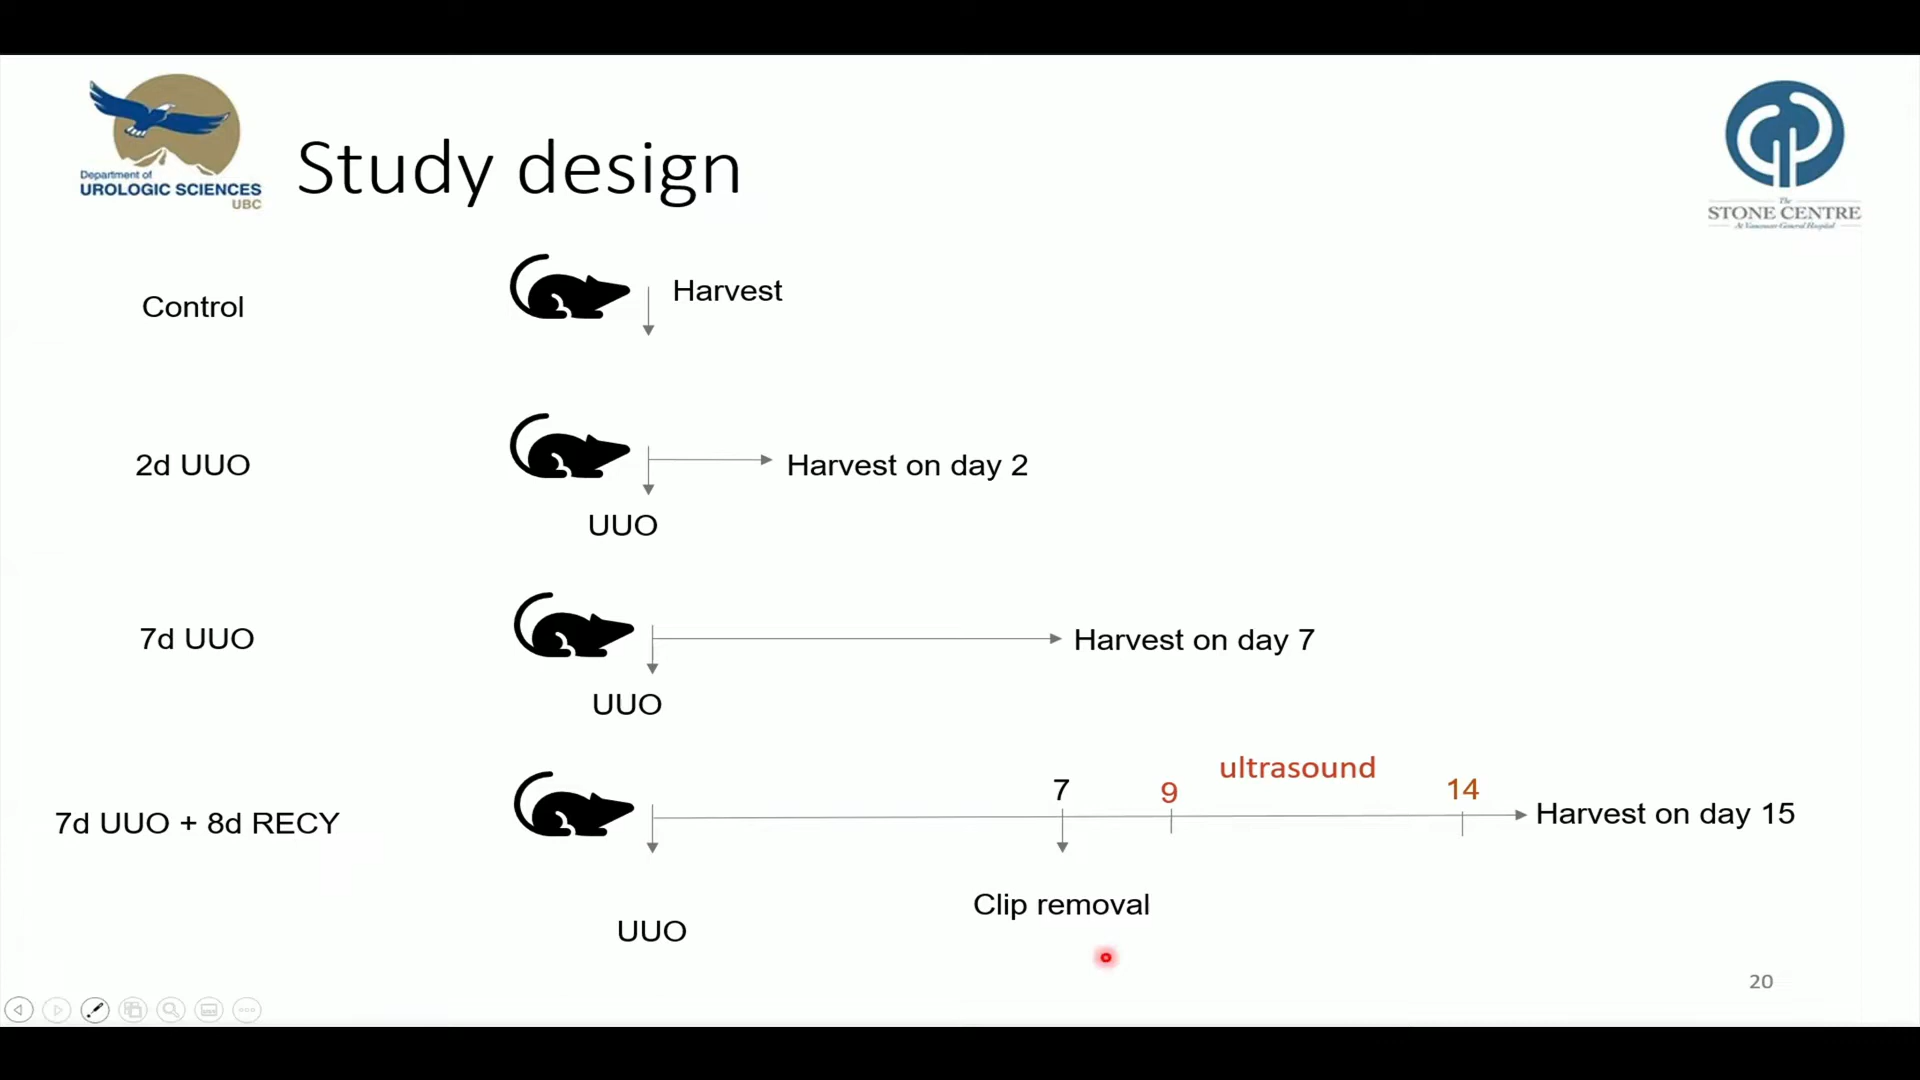 Department of
UROLOGIC SCIENCES
UBC
Study design
The
STONE CENTRE
At Vancouver General Hospital
Control
Harvest
2d UUO
Harvest on day 2
UUO
7d UUO
Harvest on day 7
UUO
7d UUO + 8d RECY
7
9
ultrasound
14
Harvest on day 15
Clip removal
UUO
20